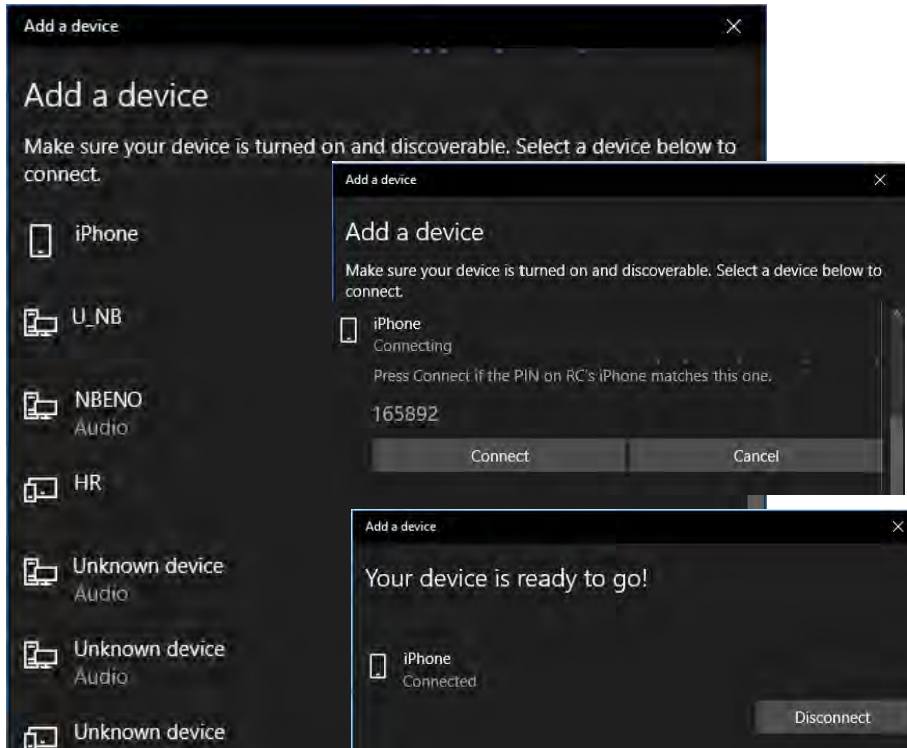 Add a device
Add a device
Make sure your device is turned on and discoverable. Select a device below to
connect.
iPhone
U_NB
NBENO
Audio
HR
Unknown device
Audio
Unknown device
Audio
Unknown device
Add a device
Add a device
Make sure your device is turned on and discoverable. Select a device below to
connect.
iPhone
Connecting
Press Connect if the PIN on RC's iPhone matches this one.
165892
Connect
Cancel
Add a device
Your device is ready to go!
iPhone
Connected
Disconnect